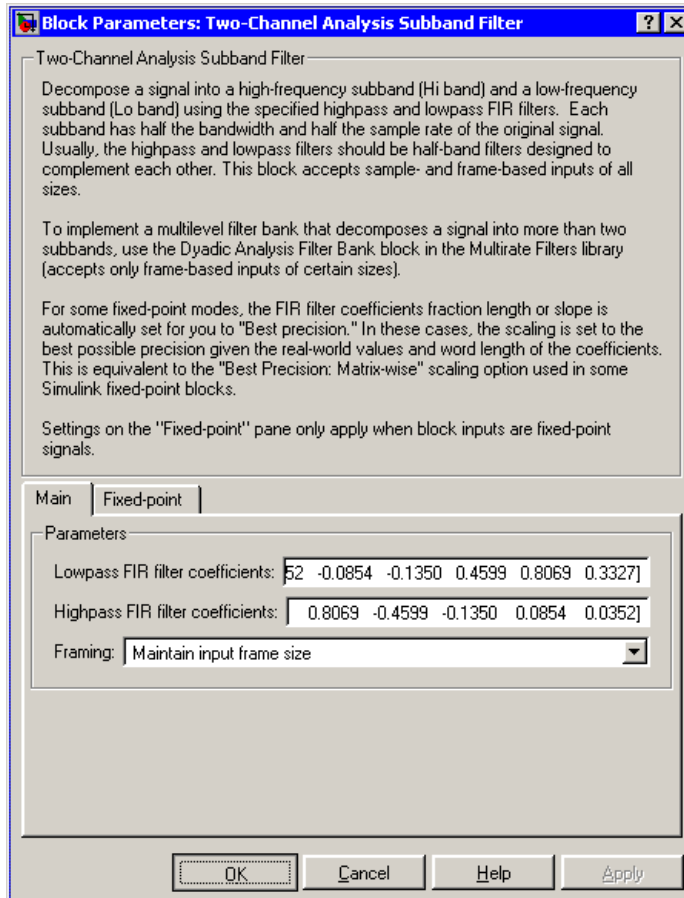 Block Parameters: Two-Channel Analysis Subband Filter
Two-Channel Analysis Subband Filter
Decompose a signal into a high-frequency subband (Hi band) and a low-frequency
subband (Lo band) using the specified highpass and lowpass FIR filters. Each
subband has half the bandwidth and half the sample rate of the original signal.
Usually, the highpass and lowpass filters should be half-band filters designed to
complement each other. This block accepts sample- and frame-based inputs of all
sizes.
To implement a multilevel filter bank that decomposes a signal into more than two
subbands, use the Dyadic Analysis Filter Bank block in the Multirate Filters library
(accepts only frame-based inputs of certain sizes).
For some fixed-point modes, the FIR filter coefficients fraction length or slope is
automatically set for you to "Best precision." In these cases, the scaling is set to the
best possible precision given the real-world values and word length of the coefficients.
This is equivalent to the "Best Precision: Matrix-wise" scaling option used in some
Simulink fixed-point blocks.
Settings on the "Fixed-point" pane only apply when block inputs are fixed-point
signals.
Main Fixed-point
Parameters
Lowpass FIR filter coefficients: 52 -0.0854 -0.1350 0.4599 0.8069 0.3327]
Highpass FIR filter coefficients: 0.8069 -0.4599 -0.1350 0.0854 0.0352]
Framing: Maintain input frame size
OK Cancel Help Apply